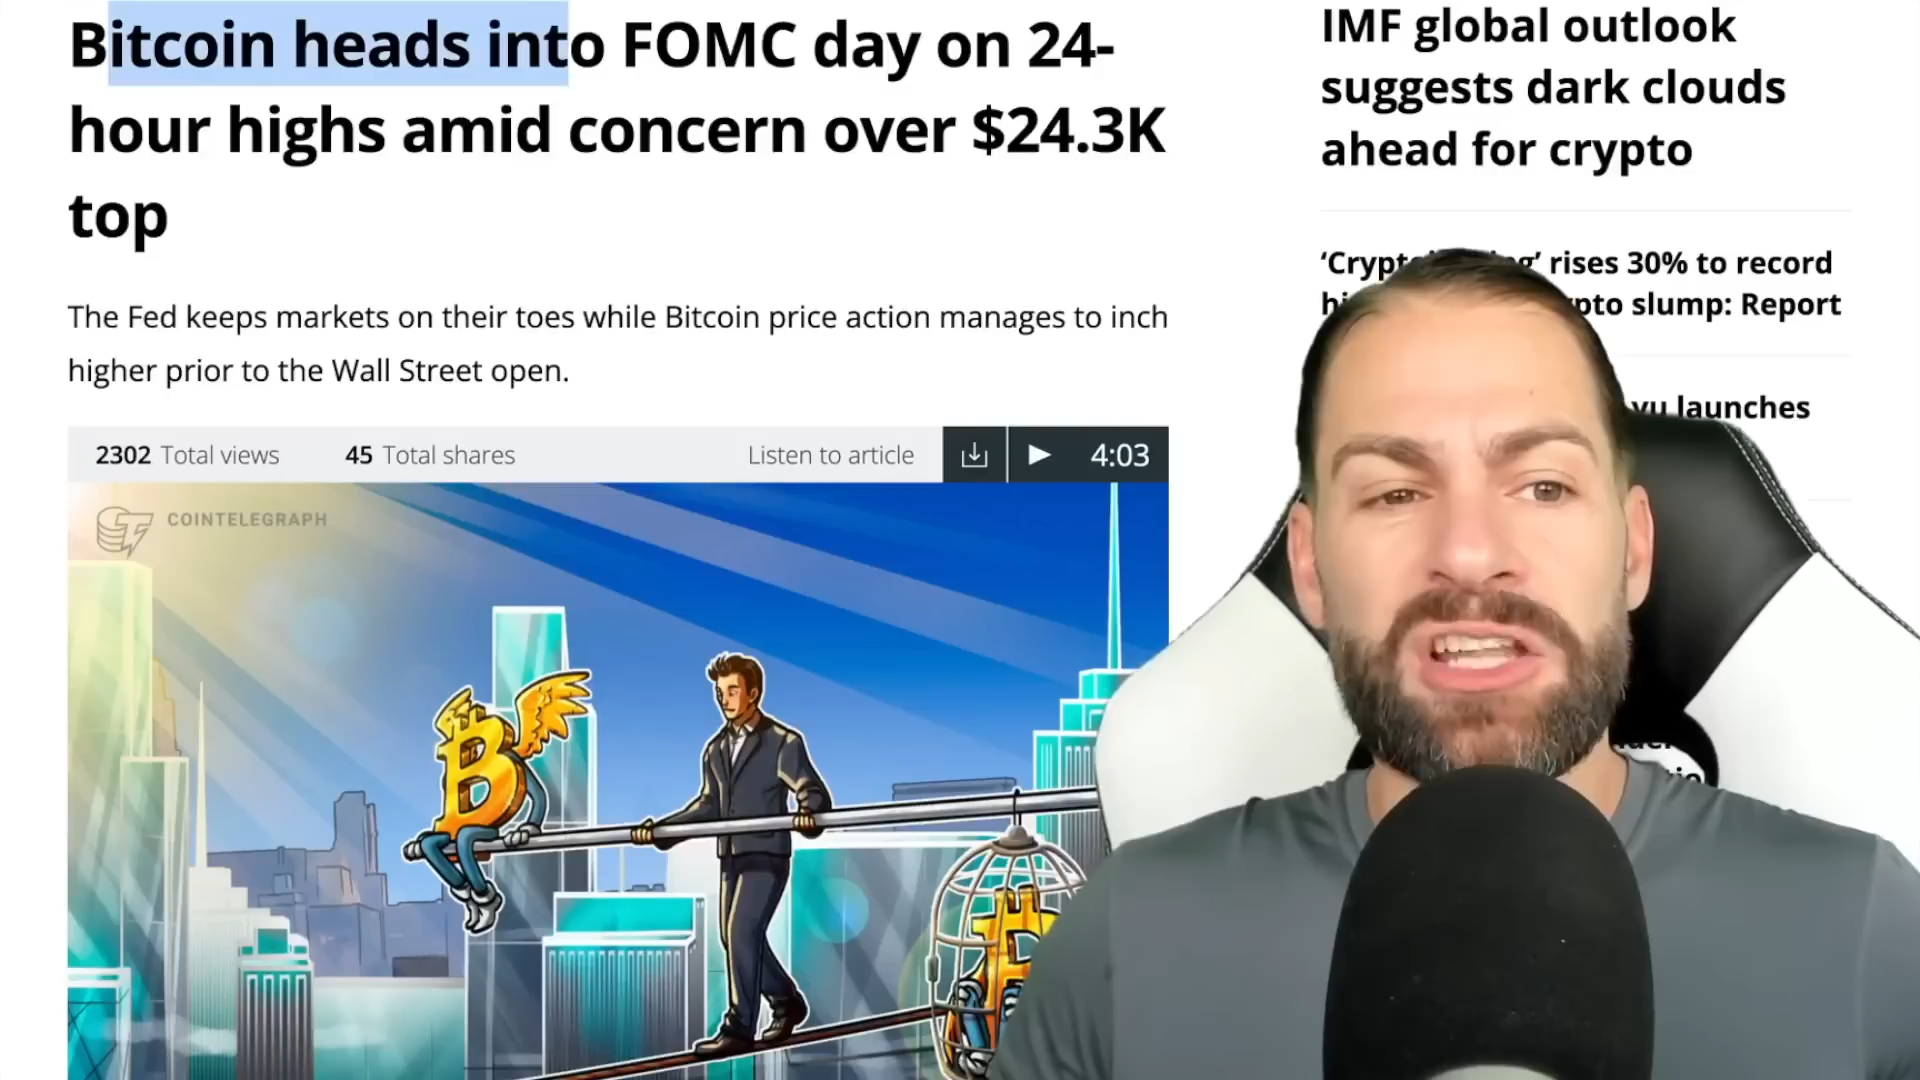 Bitcoin heads into FOMC day on 24-
hour highs amid concern over $24.3K
top
The Fed keeps markets on their toes while Bitcoin price action manages to inch
higher prior to the Wall Street open.
2302 Total views
45 Total shares
Listen to article
4:03
COINTELEGRAPH
IMF global outlook
suggests dark clouds
ahead for crypto
rises 30% to record
slump: Report
launches